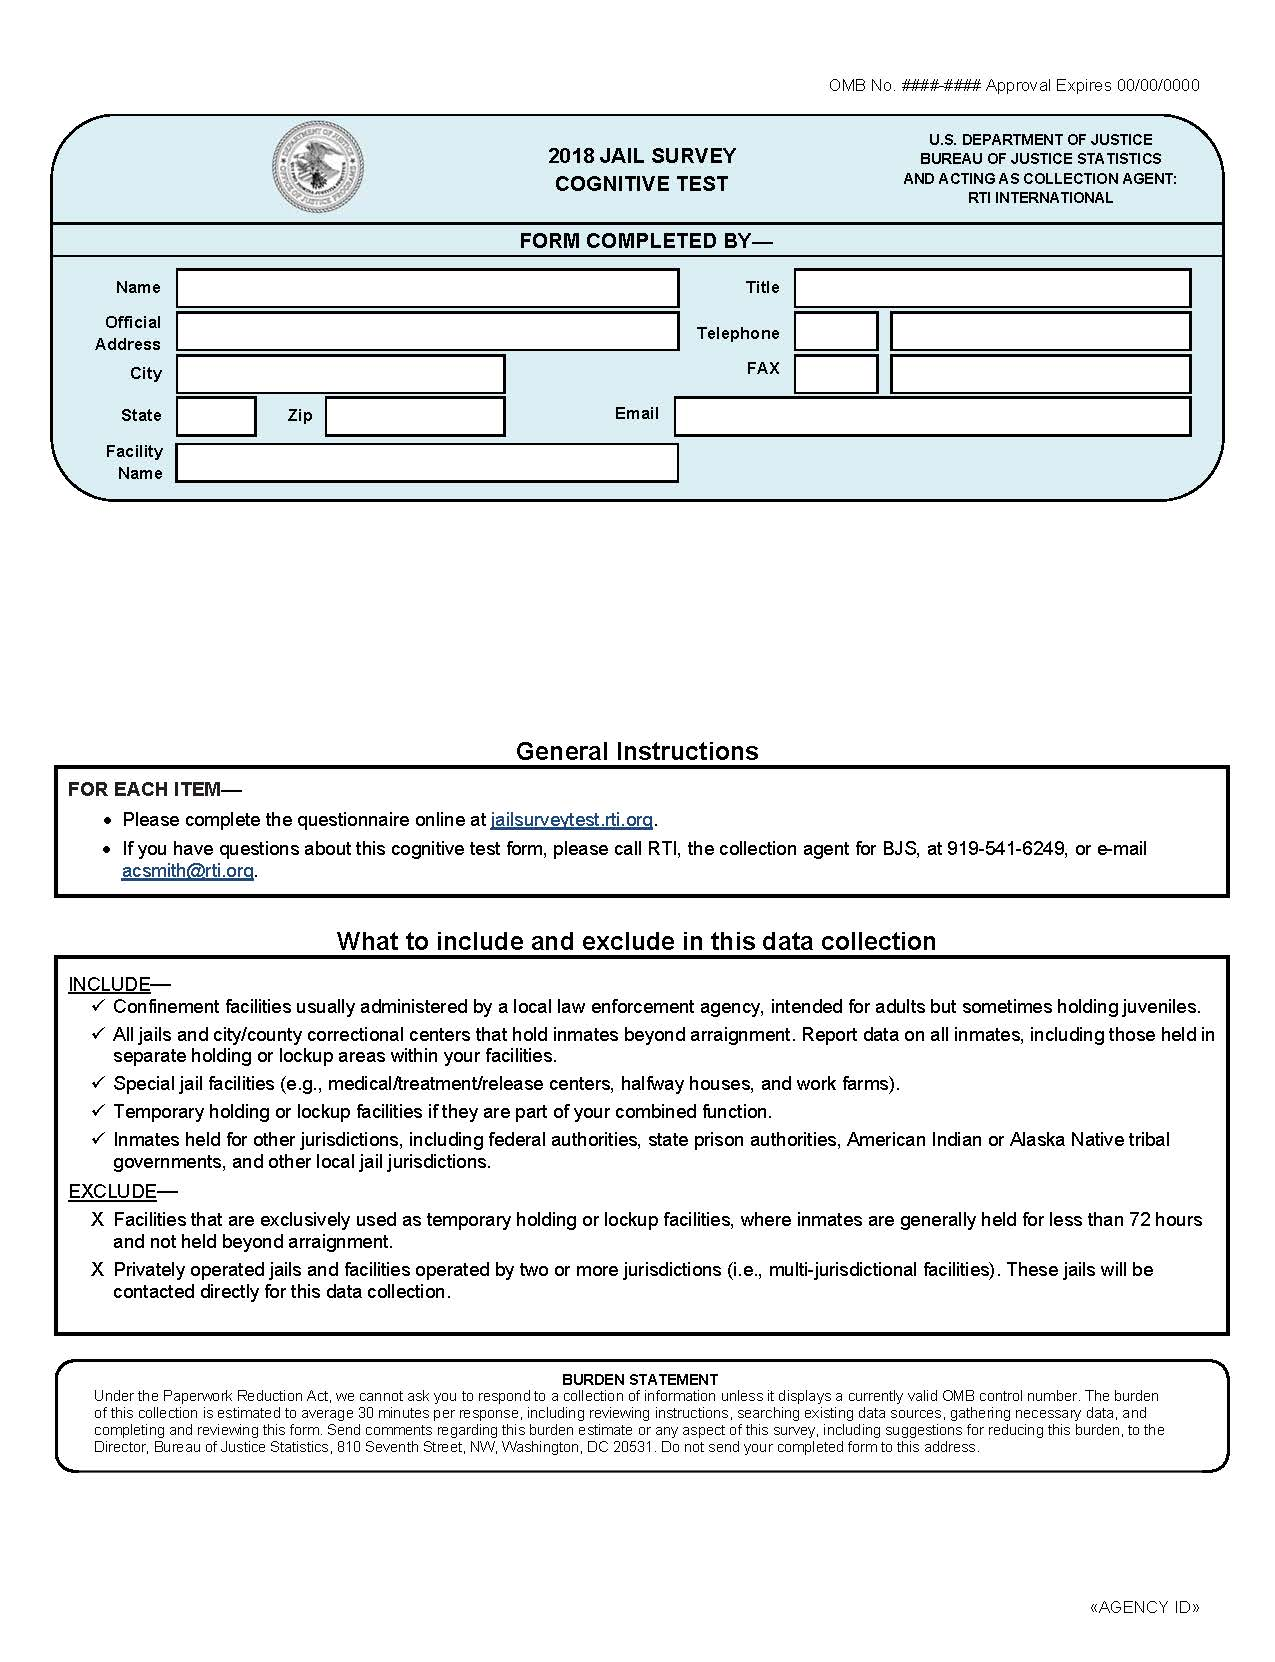 OMB No. ####-#### Approval Expires 00/00/0000
2018 JAIL SURVEY
COGNITIVE TEST
U.S. DEPARTMENT OF JUSTICE
BUREAU OF JUSTICE STATISTICS
AND ACTING AS COLLECTION AGENT:
RTI INTERNATIONAL
FORM COMPLETED BY—
Name
Title
Official
Address
Telephone
City
FAX
State
Zip
Email
Facility
Name
General Instructions
FOR EACH ITEM—
• Please complete the questionnaire online at jailsurveytest.rti.org.
• If you have questions about this cognitive test form, please call RTI, the collection agent for BJS, at 919-541-6249, or e-mail
acsmith@rti.org.
What to include and exclude in this data collection
INCLUDE—
✓ Confinement facilities usually administered by a local law enforcement agency, intended for adults but sometimes holding juveniles.
✓ All jails and city/county correctional centers that hold inmates beyond arraignment. Report data on all inmates, including those held in
separate holding or lockup areas within your facilities.
✓ Special jail facilities (e.g., medical/treatment/release centers, halfway houses, and work farms).
✓ Temporary holding or lockup facilities if they are part of your combined function.
✓ Inmates held for other jurisdictions, including federal authorities, state prison authorities, American Indian or Alaska Native tribal
governments, and other local jail jurisdictions.
EXCLUDE—
X Facilities that are exclusively used as temporary holding or lockup facilities, where inmates are generally held for less than 72 hours
and not held beyond arraignment.
X Privately operated jails and facilities operated by two or more jurisdictions (i.e., multi-jurisdictional facilities). These jails will be
contacted directly for this data collection.
BURDEN STATEMENT
Under the Paperwork Reduction Act, we cannot ask you to respond to a collection of information unless it displays a currently valid OMB control number. The burden
of this collection is estimated to average 30 minutes per response, including reviewing instructions, searching existing data sources, gathering necessary data, and
completing and reviewing this form. Send comments regarding this burden estimate or any aspect of this survey, including suggestions for reducing this burden, to the
Director, Bureau of Justice Statistics, 810 Seventh Street, NW, Washington, DC 20531. Do not send your completed form to this address.
«AGENCY ID»